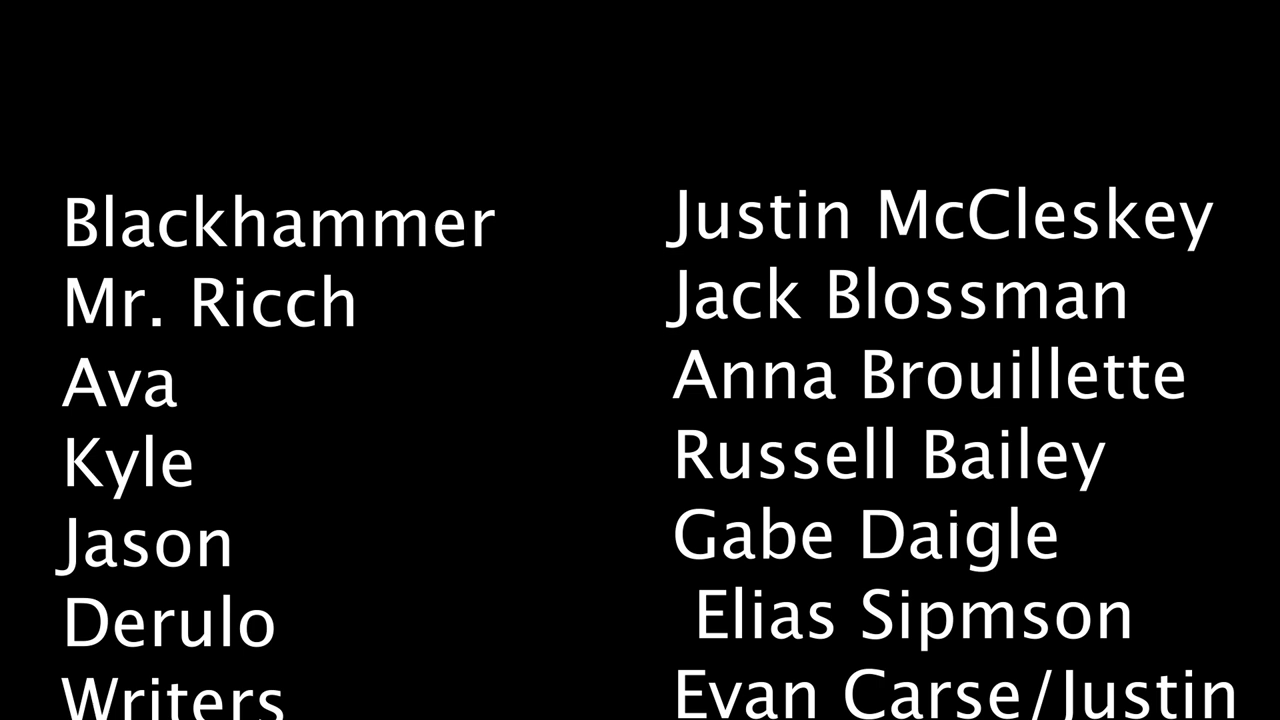 Blackhammer Justin McCleskey
Mr. Ricch Jack Blossman
Ava Anna Brouillette
Kyle Russell Bailey
Jason Gabe Daigle
Derulo Elias Sipmson
Writers Evan Carse/Justin